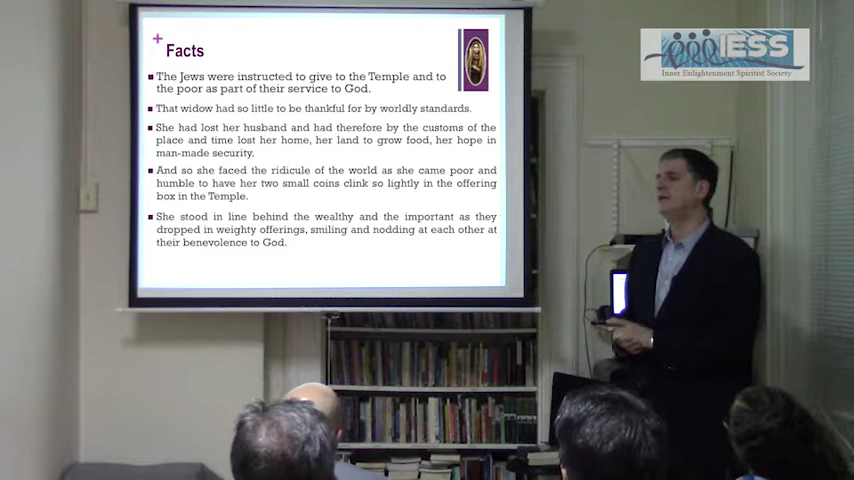 +
Facts
The Jews were instructed to give to the Temple and to
the poor as part of their service to God.
That widow had so little to be thankful for by worldly standards.
She had lost her husband and had therefore by the customs of the
place and time lost her home, her land to grow food, her hope in
man-made security.
And so she faced the ridicule of the world as she came poor and
humble to have her two small coins clink so lightly in the offering
box in the Temple.
She stood in line behind the wealthy and the important as they
dropped in weighty offerings, smiling and nodding at each other at
their benevolence to God.
IESS
Inner Enlightenment Spiritist Society